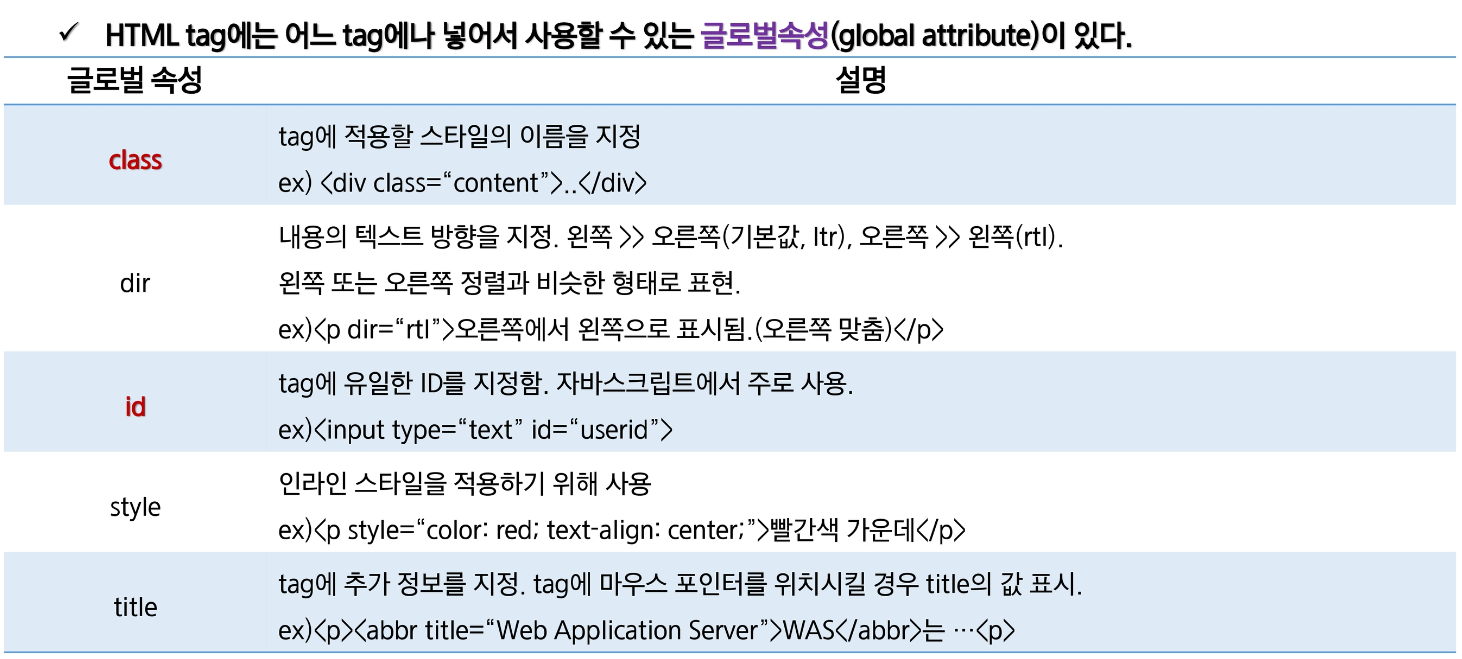 ✓ HTML tag에는 어느 tag에나 넣어서 사용할 수 있는 글로벌속성(global attribute)이 있다.
글로벌 속성 설명
class
tag에 적용할 스타일의 이름을 지정
ex) <div class=“content”>..</div>
dir
내용의 텍스트 방향을 지정. 왼쪽 >> 오른쪽(기본값, ltr), 오른쪽 >> 왼쪽(rtl).
왼쪽 또는 오른쪽 정렬과 비슷한 형태로 표현.
ex)<p dir=“rtl”>오른쪽에서 왼쪽으로 표시됨.(오른쪽 맞춤)</p>
id
tag에 유일한 ID를 지정함. 자바스크립트에서 주로 사용.
ex)<input type=“text” id=“userid”>
style
인라인 스타일을 적용하기 위해 사용
ex)<p style=“color: red; text-align: center;”>빨간색 가운데</p>
title
tag에 추가 정보를 지정. tag에 마우스 포인터를 위치시킬 경우 title의 값 표시.
ex)<p><abbr title=“Web Application Server”>WAS</abbr>는 …<p>